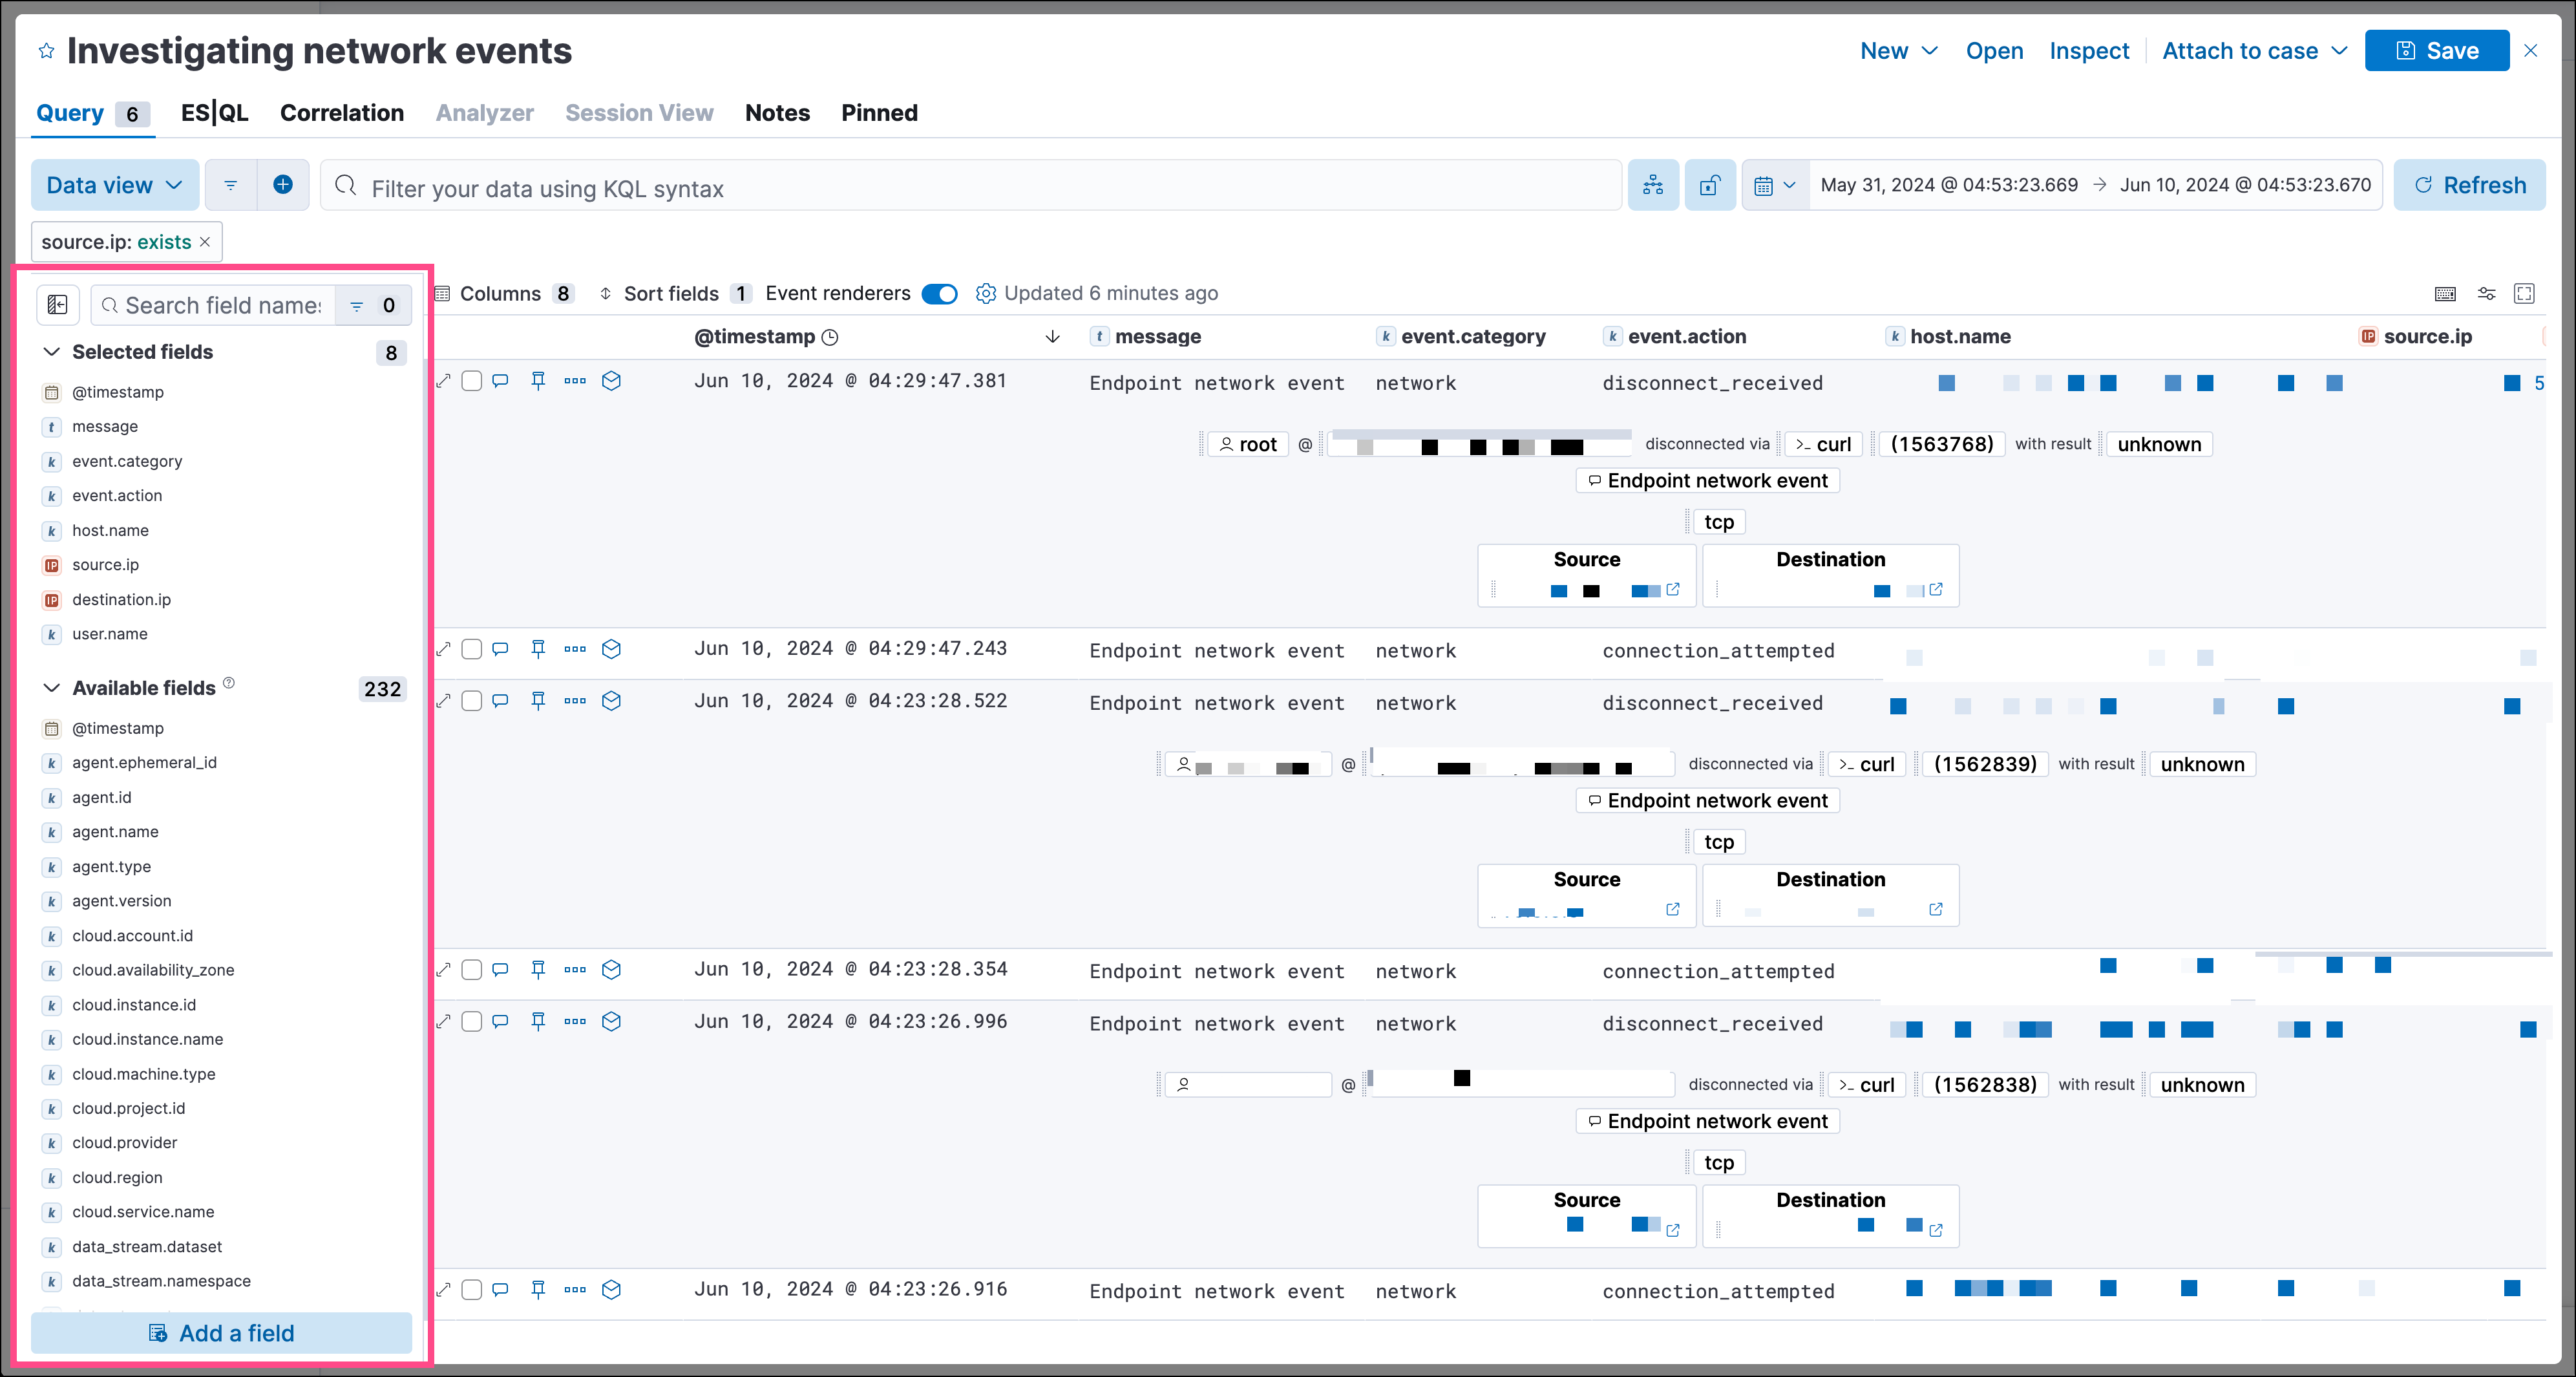 Investigating network events
New Open Inspect Attach to case Save
Query 6 ES|QL Correlation Analyzer Session View Notes Pinned
Data view Filter your data using KQL syntax May 31, 2024 @ 04:53:23.669 → Jun 10, 2024 @ 04:53:23.670 Refresh
source.ip: exists ×
Search field names 0
Selected fields 8
@timestamp
t message
k event.category
k event.action
k host.name
IP source.ip
IP destination.ip
k user.name
Available fields 232
@timestamp
k agent.ephemeral_id
k agent.id
k agent.name
k agent.type
k agent.version
k cloud.account.id
k cloud.availability_zone
k cloud.instance.id
k cloud.instance.name
k cloud.machine.type
k cloud.project.id
k cloud.provider
k cloud.region
k cloud.service.name
k data_stream.dataset
k data_stream.namespace
Add a field
Columns 8 Sort fields 1 Event renderers Updated 6 minutes ago
@timestamp t message k event.category k event.action k host.name IP source.ip
Jun 10, 2024 @ 04:29:47.381 Endpoint network event network disconnect_received 5
root @ disconnected via >_ curl (1563768) with result unknown
Endpoint network event
tcp
Source Destination
Jun 10, 2024 @ 04:29:47.243 Endpoint network event network connection_attempted
Jun 10, 2024 @ 04:23:28.522 Endpoint network event network disconnect_received
@ disconnected via >_ curl (1562839) with result unknown
Endpoint network event
tcp
Source Destination
Jun 10, 2024 @ 04:23:28.354 Endpoint network event network connection_attempted
Jun 10, 2024 @ 04:23:26.996 Endpoint network event network disconnect_received
@ disconnected via >_ curl (1562838) with result unknown
Endpoint network event
tcp
Source Destination
Jun 10, 2024 @ 04:23:26.916 Endpoint network event network connection_attempted